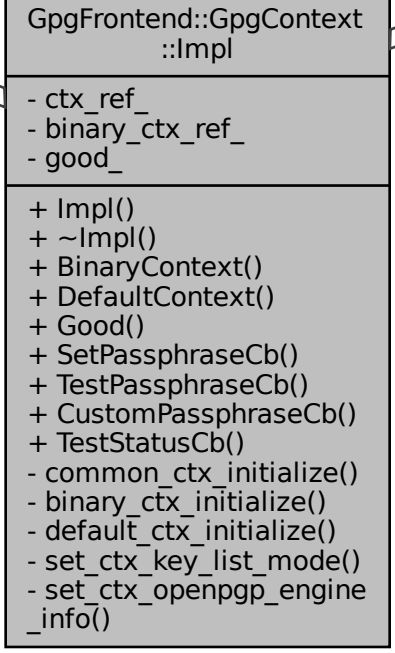 GpgFrontend::GpgContext
::Impl
- ctx_ref_
- binary_ctx_ref_
- good_
+ Impl()
+ ~Impl()
+ BinaryContext()
+ DefaultContext()
+ Good()
+ SetPassphraseCb()
+ TestPassphraseCb()
+ CustomPassphraseCb()
+ TestStatusCb()
- common_ctx_initialize()
- binary_ctx_initialize()
- default_ctx_initialize()
- set_ctx_key_list_mode()
- set_ctx_openpgp_engine
_info()